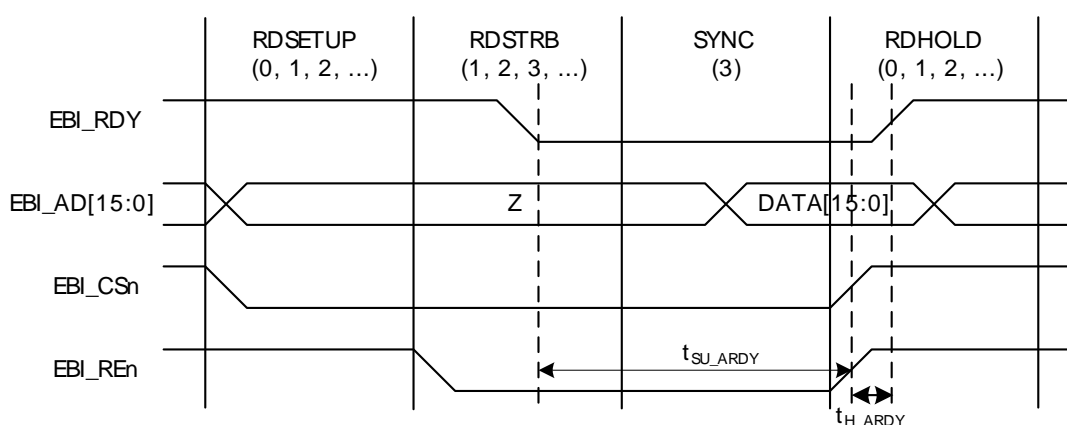 RDSETUP RDSTRB SYNC RDHOLD
(0, 1, 2, ...) (1, 2, 3, ...) (3) (0, 1, 2, ...)
EBI_RDY
EBI_AD[15:0] Z DATA[15:0]
EBI_CSn
EBI_REn tSU_ARDY
tH_ARDY